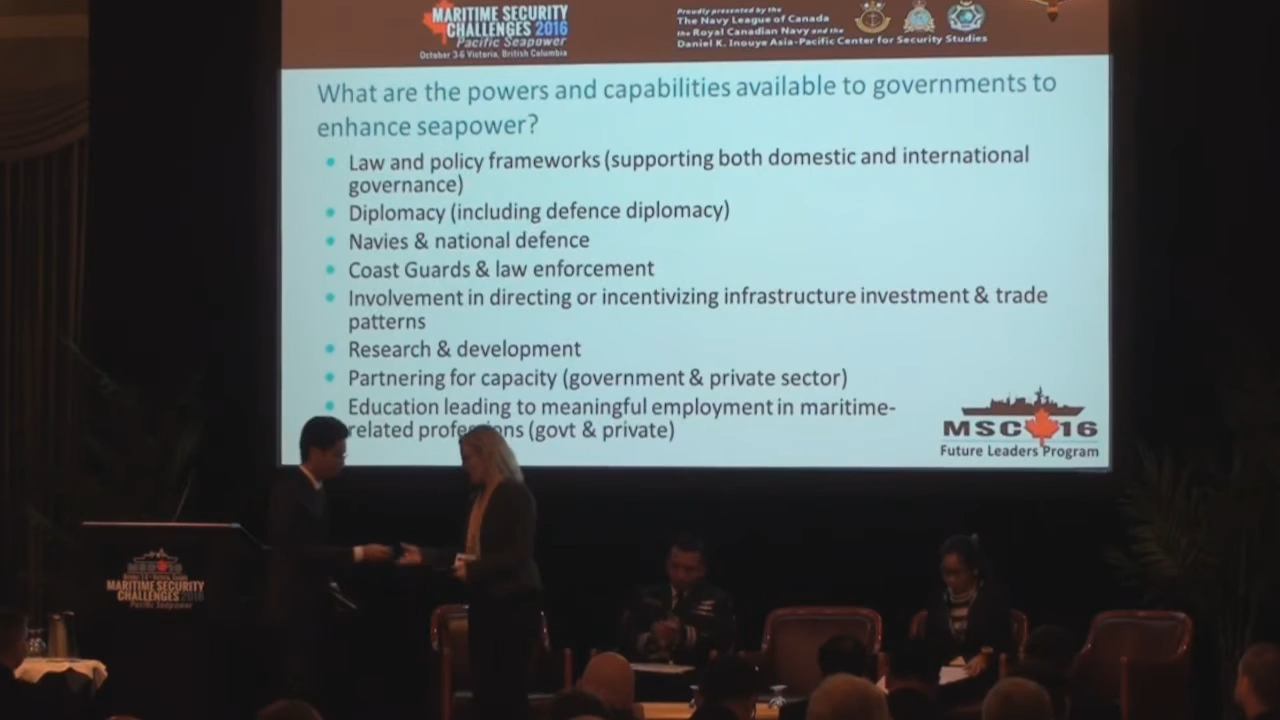 MARITIME SECURITY
CHALLENGES 2016
Pacific Seapower
October 3-6 Victoria, British Columbia
Proudly presented by the
The Navy League of Canada
the Royal Canadian Navy and the
Daniel K. Inouye Asia-Pacific Center for Security Studies
What are the powers and capabilities available to governments to
enhance seapower?
• Law and policy frameworks (supporting both domestic and international
governance)
• Diplomacy (including defence diplomacy)
• Navies & national defence
• Coast Guards & law enforcement
• Involvement in directing or incentivizing infrastructure investment & trade
patterns
• Research & development
• Partnering for capacity (government & private sector)
• Education leading to meaningful employment in maritime-
related (govt & private)
MSC 16
Future Leaders Program
MARITIME SECURITY
CHALLENGES 2016
Pacific Seapower